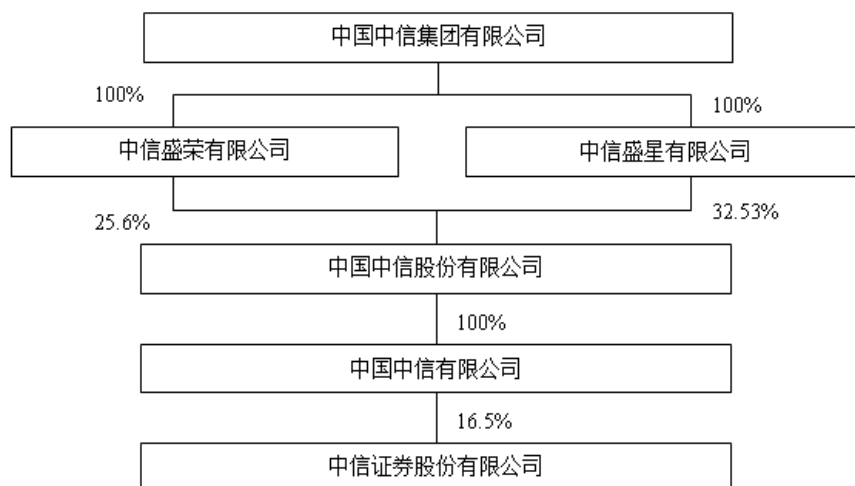 中国中信集团有限公司
100%
100%
中信盛荣有限公司
中信盛星有限公司
25.6%
32.53%
中国中信股份有限公司
100%
中国中信有限公司
16.5%
中信证券股份有限公司